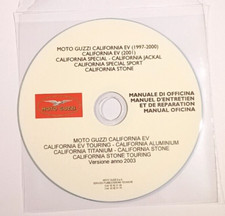 MOTO GUZZI CALIFORNIA EV (1997-2000)
CALIFORNIA EV (2001)
CALIFORNIA SPECIAL - CALIFORNIA JACKAL
CALIFORNIA SPECIAL SPORT
CALIFORNIA STONE
MOTO GUZZI
MANUALE DI OFFICINA
MANUEL D'ENTRETIEN
ET DE REPARATION
MANUAL OFICINA
MOTO GUZZI CALIFORNIA EV
CALIFORNIA EV TOURING - CALIFORNIA ALUMINIUM
CALIFORNIA TITANIUM - CALIFORNIA STONE
CALIFORNIA STONE TOURING
Versione anno 2003